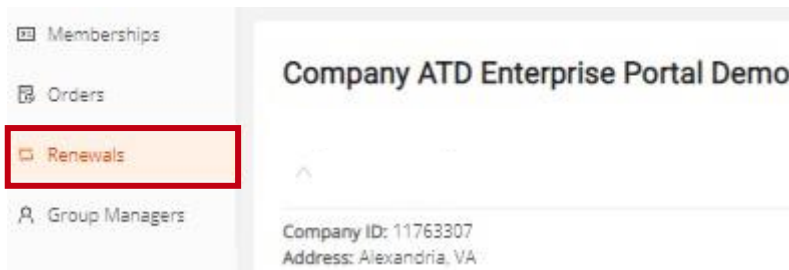 Memberships
Orders
Renewals
Group Managers
Company ATD Enterprise Portal Demo
Company ID: 11763307
Address: Alexandria, VA